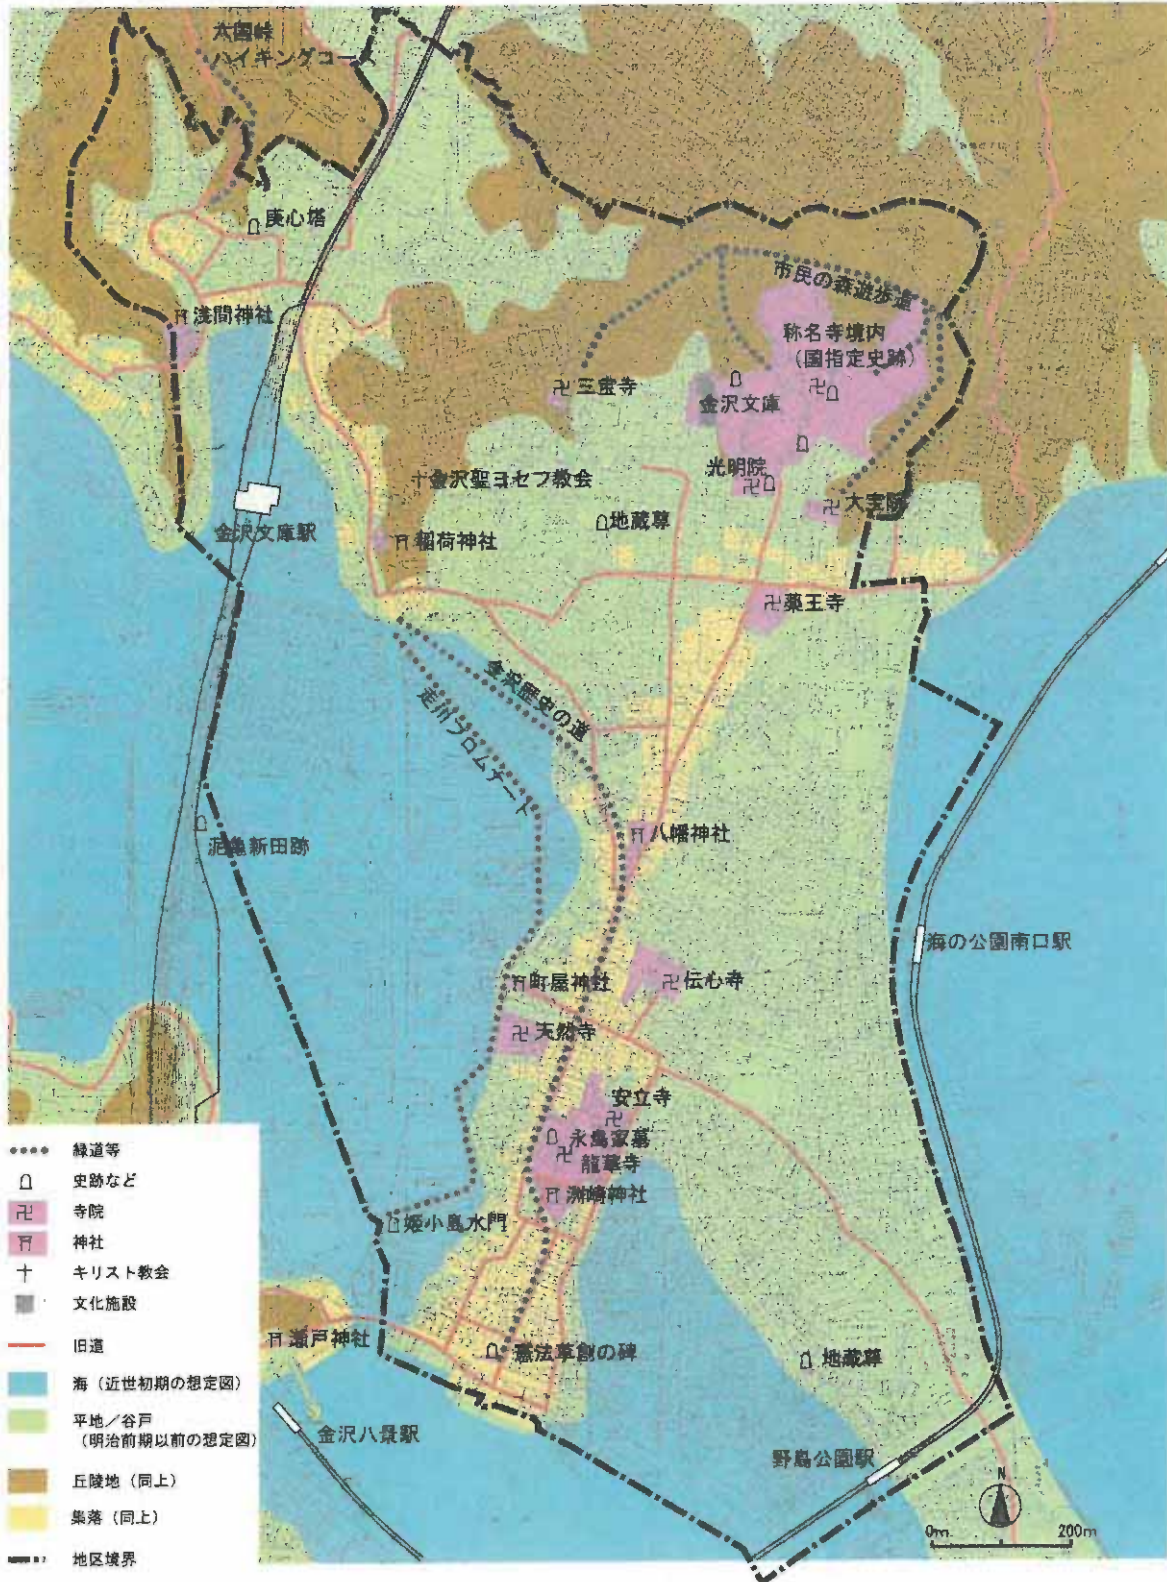 六国峠
ハイキングコース
庚心塔
浅間神社
市民の森遊歩道
称名寺境内
(国指定史跡)
三宝寺
金沢文庫
金沢聖ヨセフ教会
光明院
大宝院
地蔵尊
金沢文庫駅
稲荷神社
薬王寺
金沢歴史の道
走川プロムナード
八幡神社
泥亀新田跡
海の公園南口駅
町屋神社
伝心寺
天然寺
安立寺
永島家墓
龍華寺
洲崎神社
姫小島水門
瀬戸神社
憲法草創の碑
地蔵尊
金沢八景駅
野島公園駅
N
0m 200m
緑道等
史跡など
寺院
神社
キリスト教会
文化施設
旧道
海(近世初期の想定図)
平地/谷戸
(明治前期以前の想定図)
丘陵地(同上)
集落(同上)
地区境界